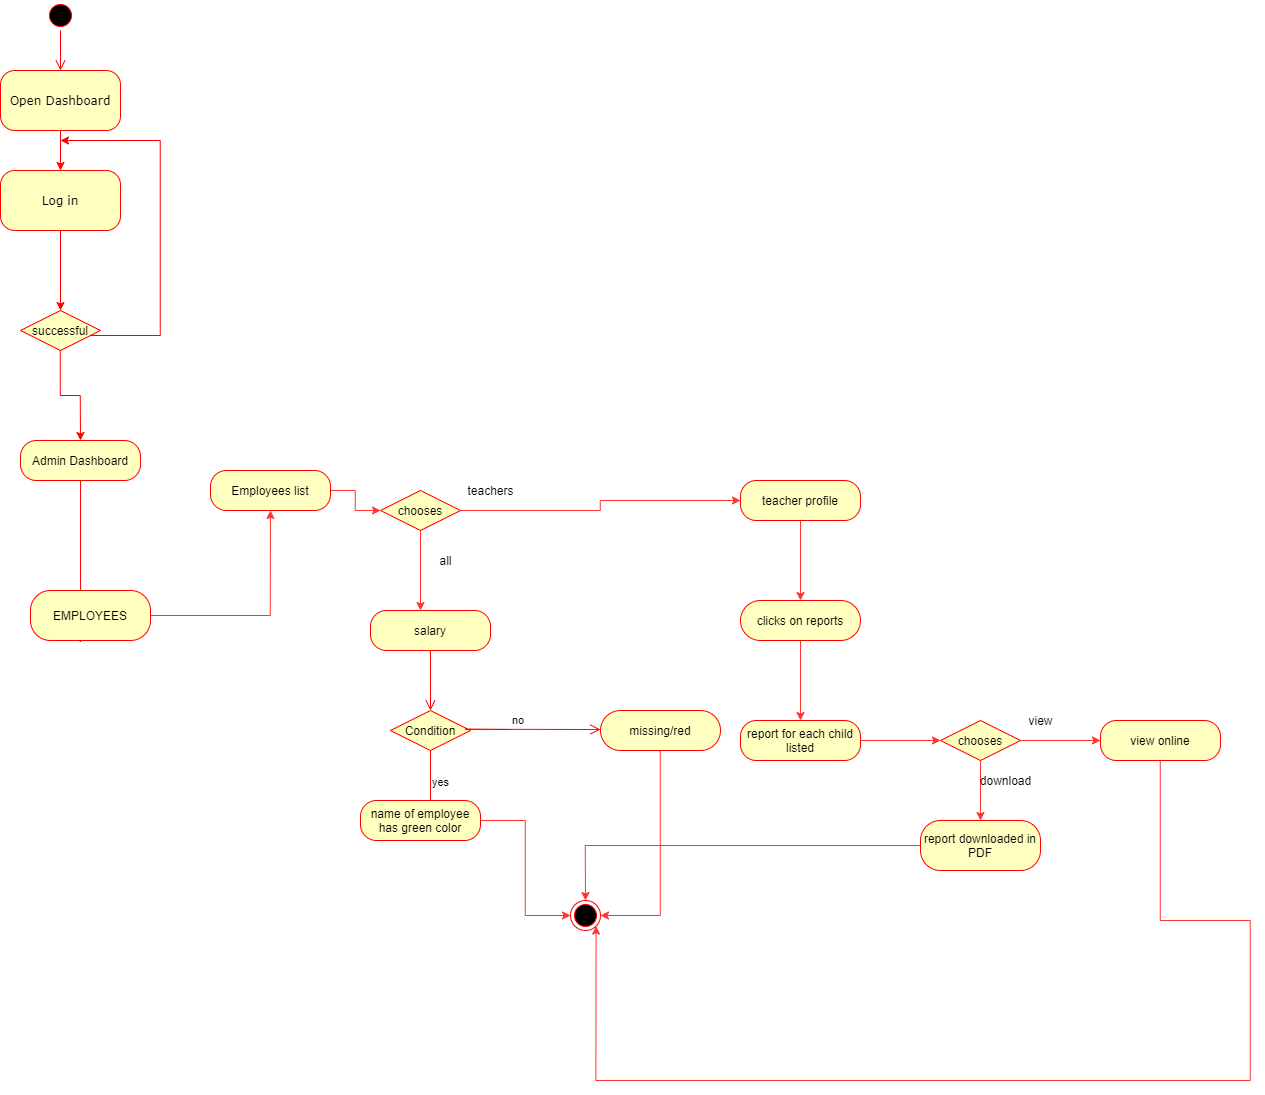 Open Dashboard
Log in
successful
Admin Dashboard
EMPLOYEES
Employees list
chooses
teachers
all
salary
Condition
no
missing/red
yes
name of employee
has green color
teacher profile
clicks on reports
report for each child
listed
chooses
view
view online
download
report downloaded in
PDF